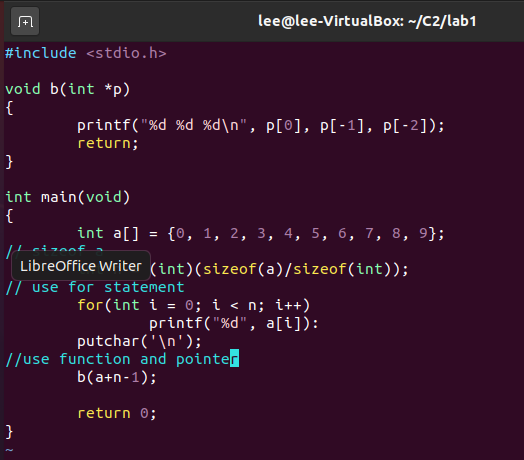 lee@lee-VirtualBox: ~/C2/lab1
#include <stdio.h>
void b(int *p)
{
printf("%d %d %d\n", p[0], p[-1], p[-2]);
return;
}
int main(void)
{
int a[] = {0, 1, 2, 3, 4, 5, 6, 7, 8, 9};
// sizeof a
LibreOffice Writer (int)(sizeof(a)/sizeof(int));
// use for statement
for(int i = 0; i < n; i++)
printf("%d", a[i]):
putchar('\n');
//use function and pointer
b(a+n-1);
return 0;
}
~